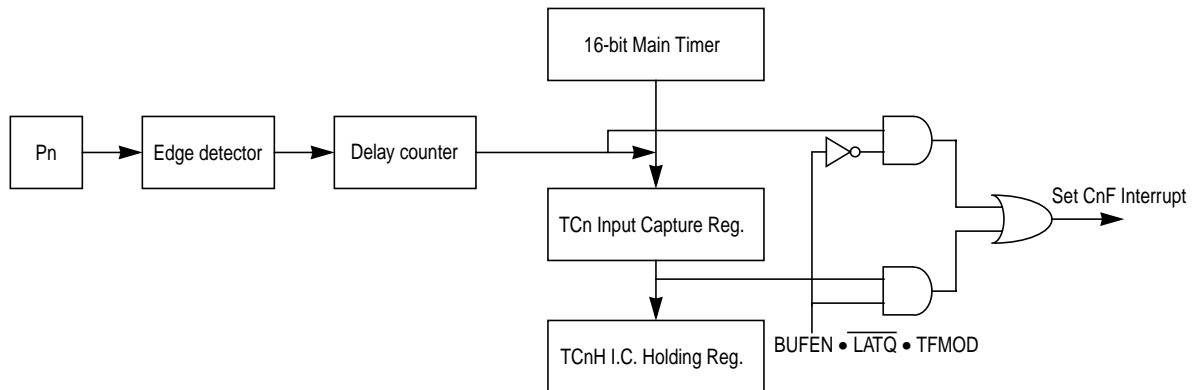 16-bit Main Timer
Pn
Edge detector
Delay counter
TCn Input Capture Reg.
Set CnF Interrupt
TCnH I.C. Holding Reg.
BUFEN • L̅A̅T̅Q̅ • TFMOD